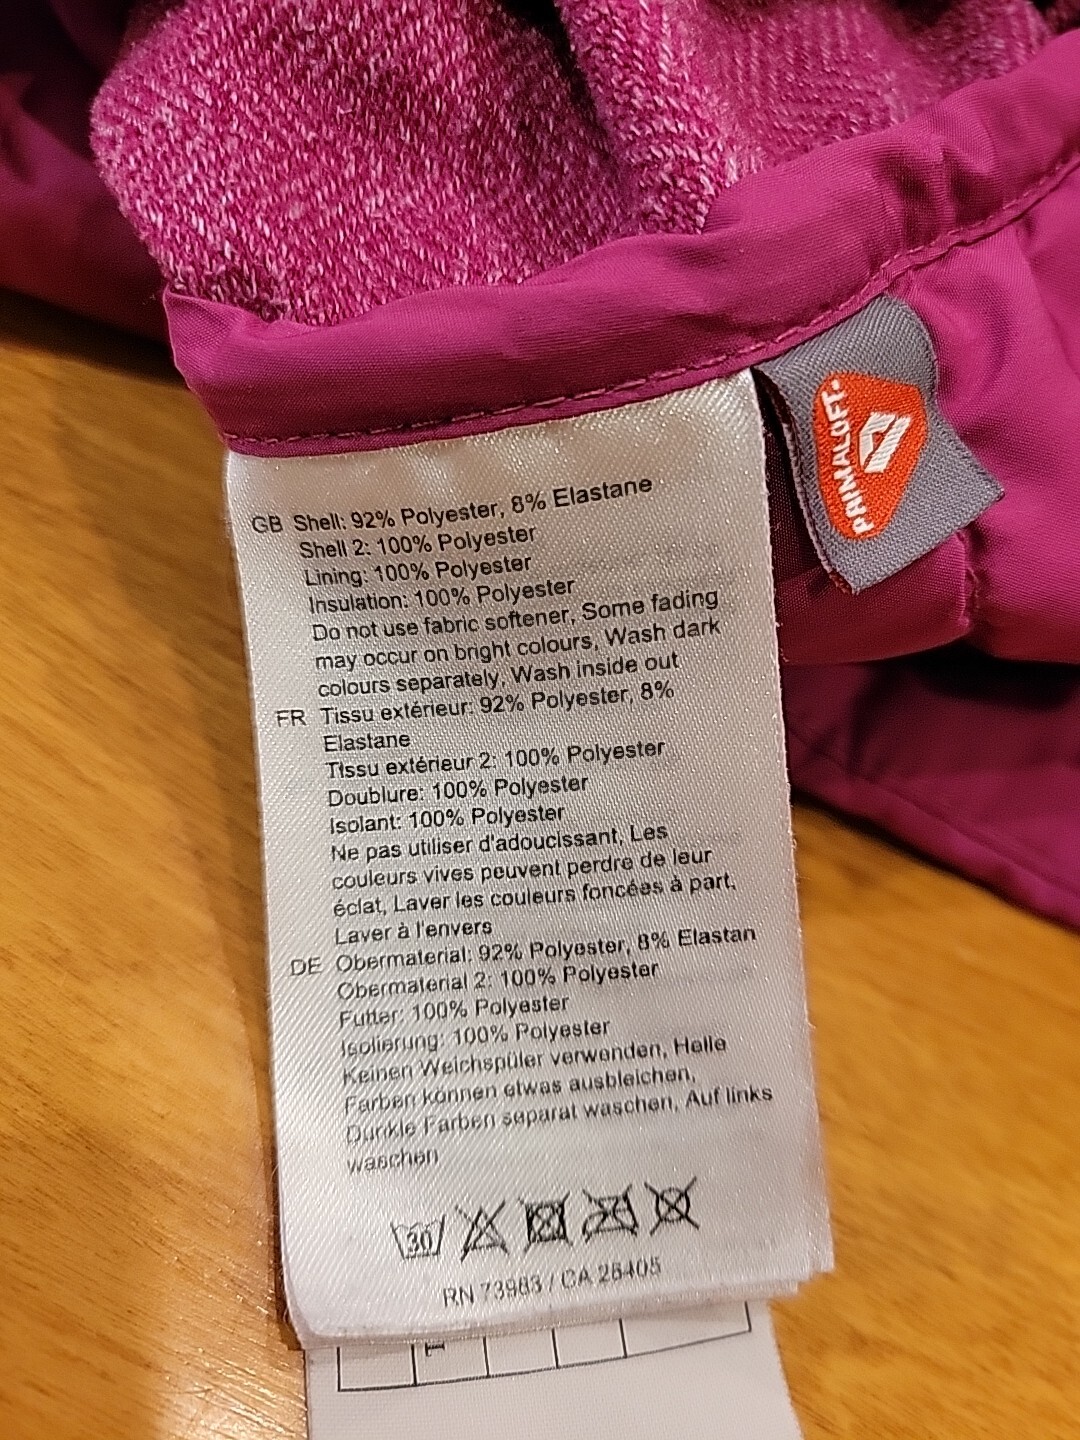 PRIMALOFT
GB Shell: 92% Polyester, 8% Elastane
Shell 2: 100% Polyester
Lining: 100% Polyester
Insulation: 100% Polyester
Do not use fabric softener, Some fading
may occur on bright colours, Wash dark
colours separately, Wash inside out
FR Tissu extérieur: 92% Polyester, 8%
Elastane
Tissu extérieur 2: 100% Polyester
Doublure: 100% Polyester
Isolant: 100% Polyester
Ne pas utiliser d'adoucissant, Les
couleurs vives peuvent perdre de leur
éclat, Laver les couleurs foncées à part,
Laver à l'envers
DE Obermaterial: 92% Polyester, 8% Elastan
Obermaterial 2: 100% Polyester
Futter: 100% Polyester
Isolierung: 100% Polyester
Keinen Weichspüler verwenden, Helle
Farben können etwas ausbleichen,
Dunkle Farben separat waschen, Auf links
waschen
30
RN 73983 / CA 26405